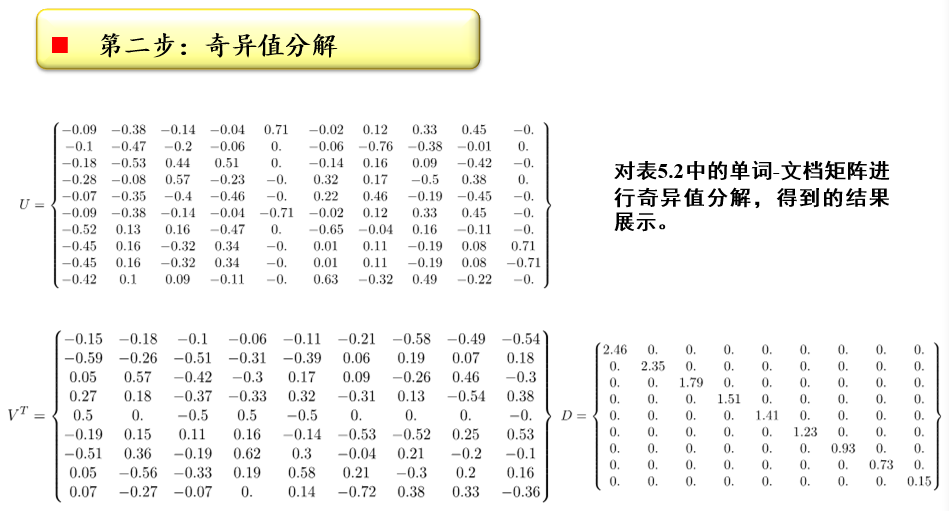 第二步：奇异值分解
−0.09 −0.38 −0.14 −0.04 0.71 −0.02 0.12 0.33 0.45 −0.
−0.1 −0.47 −0.2 −0.06 0. −0.06 −0.76 −0.38 −0.01 0.
−0.18 −0.53 0.44 0.51 0. −0.14 0.16 0.09 −0.42 −0.
−0.28 −0.08 0.57 −0.23 −0. 0.32 0.17 −0.5 0.38 0.
U = −0.07 −0.35 −0.4 −0.46 −0. 0.22 0.46 −0.19 −0.45 −0.
−0.09 −0.38 −0.14 −0.04 −0.71 −0.02 0.12 0.33 0.45 −0.
−0.52 0.13 0.16 −0.47 0. −0.65 −0.04 0.16 −0.11 −0.
−0.45 0.16 −0.32 0.34 −0. 0.01 0.11 −0.19 0.08 0.71
−0.45 0.16 −0.32 0.34 −0. 0.01 0.11 −0.19 0.08 −0.71
−0.42 0.1 0.09 −0.11 −0. 0.63 −0.32 0.49 −0.22 −0.
对表5.2中的单词-文档矩阵进
行奇异值分解，得到的结果
展示。
−0.15 −0.18 −0.1 −0.06 −0.11 −0.21 −0.58 −0.49 −0.54
−0.59 −0.26 −0.51 −0.31 −0.39 0.06 0.19 0.07 0.18
0.05 0.57 −0.42 −0.3 0.17 0.09 −0.26 0.46 −0.3
0.27 0.18 −0.37 −0.33 0.32 −0.31 0.13 −0.54 0.38
V^T = 0.5 0. −0.5 0.5 −0.5 0. 0. 0. −0.
−0.19 0.15 0.11 0.16 −0.14 −0.53 −0.52 0.25 0.53
−0.51 0.36 −0.19 0.62 0.3 −0.04 0.21 −0.2 −0.1
0.05 −0.56 −0.33 0.19 0.58 0.21 −0.3 0.2 0.16
0.07 −0.27 −0.07 0. 0.14 −0.72 0.38 0.33 −0.36
2.46 0. 0. 0. 0. 0. 0. 0. 0.
0. 2.35 0. 0. 0. 0. 0. 0. 0.
0. 0. 1.79 0. 0. 0. 0. 0. 0.
0. 0. 0. 1.51 0. 0. 0. 0. 0.
D = 0. 0. 0. 0. 1.41 0. 0. 0. 0.
0. 0. 0. 0. 0. 1.23 0. 0. 0.
0. 0. 0. 0. 0. 0. 0.93 0. 0.
0. 0. 0. 0. 0. 0. 0. 0.73 0.
0. 0. 0. 0. 0. 0. 0. 0. 0.15